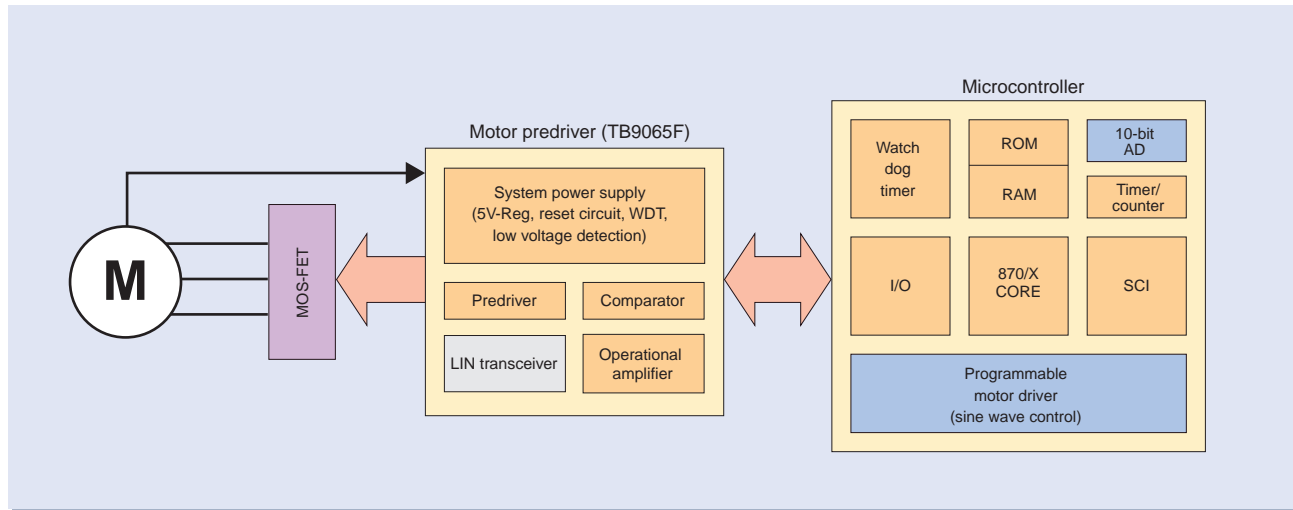 Microcontroller
Motor predriver (TB9065F)
System power supply
(5V-Reg, reset circuit, WDT,
low voltage detection)
Predriver
Comparator
LIN transceiver
Operational
amplifier
M
MOS-FET
Watch
dog
timer
ROM
RAM
10-bit
AD
Timer/
counter
I/O
870/X
CORE
SCI
Programmable
motor driver
(sine wave control)